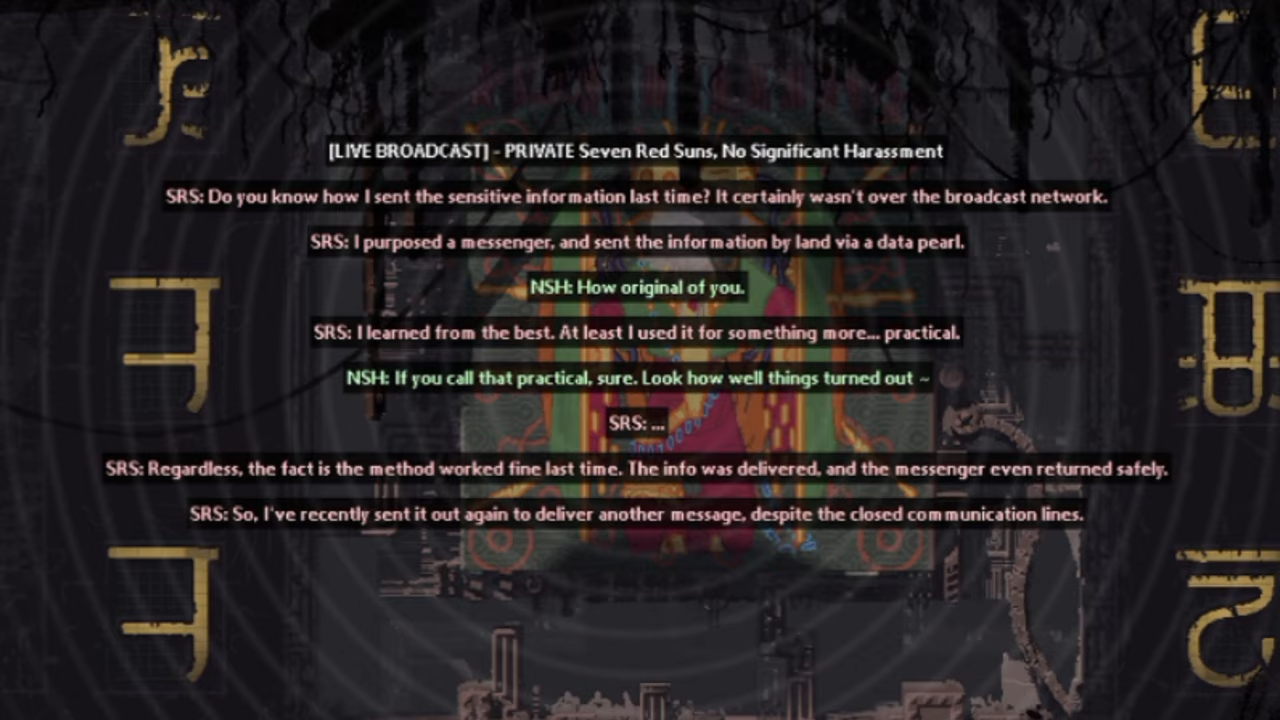 [LIVE BROADCAST] - PRIVATE Seven Red Suns, No Significant Harassment
SRS: Do you know how I sent the sensitive information last time? It certainly wasn't over the broadcast network.
SRS: I purposed a messenger, and sent the information by land via a data pearl.
NSH: How original of you.
SRS: I learned from the best. At least I used it for something more... practical.
NSH: If you call that practical, sure. Look how well things turned out ~
SRS: ...
SRS: Regardless, the fact is the method worked fine last time. The info was delivered, and the messenger even returned safely.
SRS: So, I've recently sent it out again to deliver another message, despite the closed communication lines.